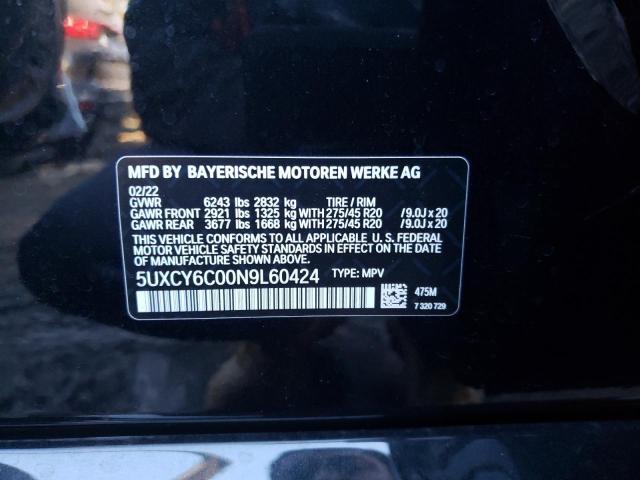 MFD BY BAYERISCHE MOTOREN WERKE AG
02/22
GVWR 6243 lbs 2832 kg TIRE / RIM
GAWR FRONT 2921 lbs 1325 kg WITH 275/45 R20 /9.0J x 20
GAWR REAR 3677 lbs 1668 kg WITH 275/45 R20 /9.0J x 20
THIS VEHICLE CONFORMS TO ALL APPLICABLE U. S. FEDERAL
MOTOR VEHICLE SAFETY STANDARDS IN EFFECT ON THE DATE
OF MANUFACTURE SHOWN ABOVE.
5UXCY6C00N9L60424 TYPE: MPV
475M
7 320 729